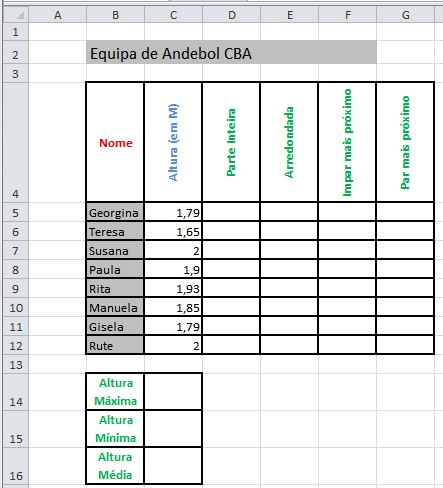 A B C D E F G
1
2 Equipa de Andebol CBA
3
4 Nome Altura (em M) Parte Inteira Arredondada Impar mais próximo Par mais próximo
5 Georgina 1,79
6 Teresa 1,65
7 Susana 2
8 Paula 1,9
9 Rita 1,93
10 Manuela 1,85
11 Gisela 1,79
12 Rute 2
13
Altura
14 Máxima
Altura
15 Mínima
Altura
16 Média